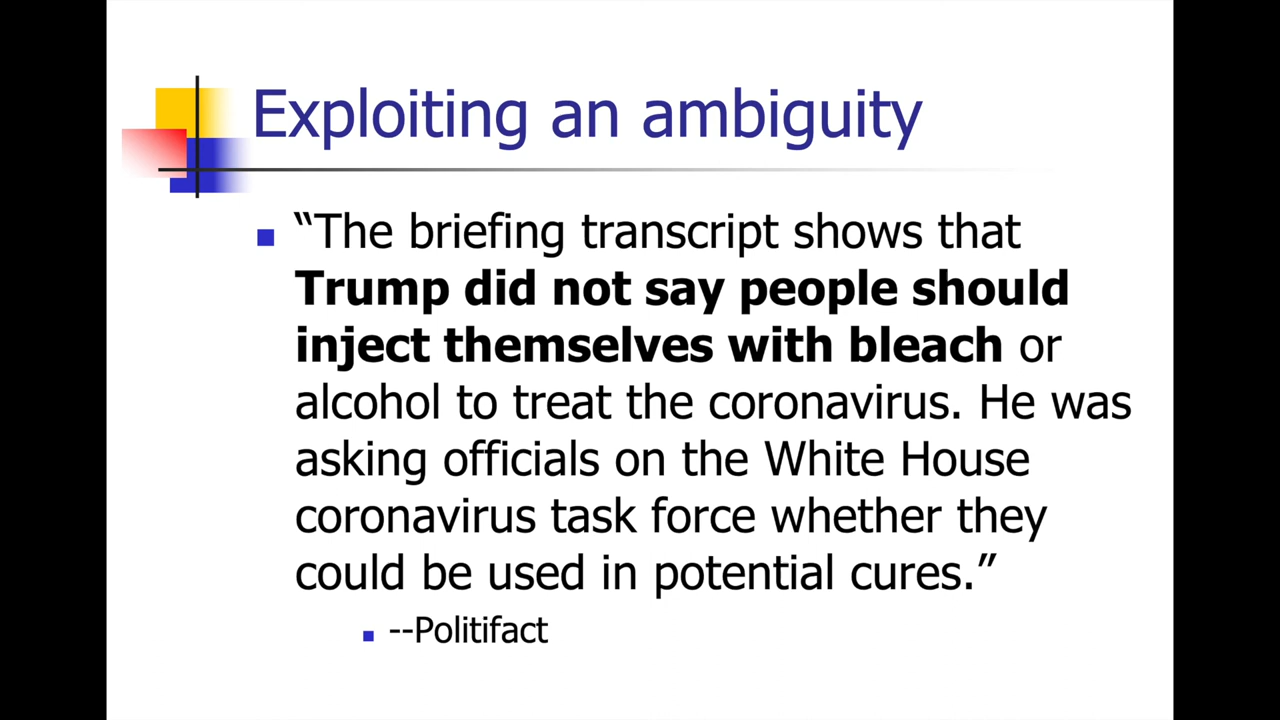 Exploiting an ambiguity
“The briefing transcript shows that
Trump did not say people should
inject themselves with bleach or
alcohol to treat the coronavirus. He was
asking officials on the White House
coronavirus task force whether they
could be used in potential cures.”
--Politifact